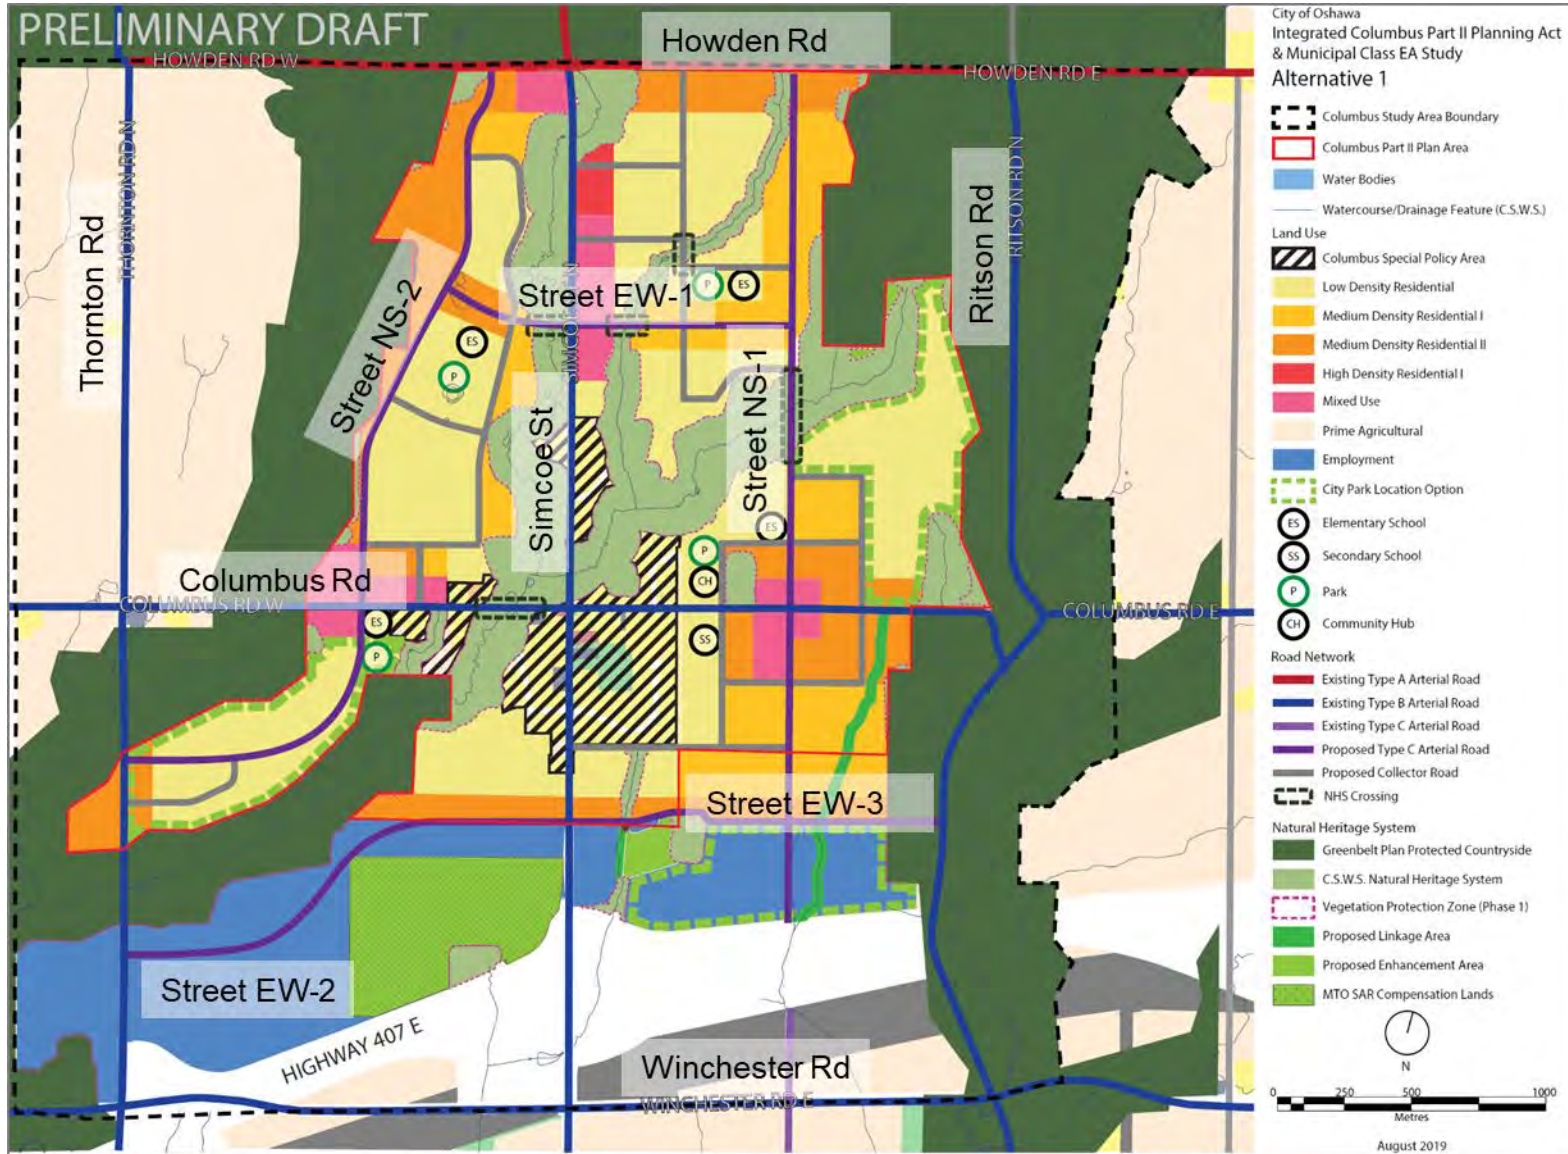 PRELIMINARY DRAFT
Howden Rd
HOWDEN RD W
HOWDEN RD E
Thornton Rd
THORNTON RD N
Street NS-2
Street EW-1
Simcoe St
Street NS-1
Ritson Rd
RITSON RD N
P
ES
ES
P
ES
P
CH
SS
ES
P
Columbus Rd
COLUMBUS RD W
COLUMBUS RD E
Street EW-3
Street EW-2
HIGHWAY 407 E
Winchester Rd
WINCHESTER RD E
City of Oshawa
Integrated Columbus Part II Planning Act
& Municipal Class EA Study
Alternative 1
Columbus Study Area Boundary
Columbus Part II Plan Area
Water Bodies
Watercourse/Drainage Feature (C.S.W.S.)
Land Use
Columbus Special Policy Area
Low Density Residential
Medium Density Residential I
Medium Density Residential II
High Density Residential I
Mixed Use
Prime Agricultural
Employment
City Park Location Option
ES Elementary School
SS Secondary School
P Park
CH Community Hub
Road Network
Existing Type A Arterial Road
Existing Type B Arterial Road
Existing Type C Arterial Road
Proposed Type C Arterial Road
Proposed Collector Road
NHS Crossing
Natural Heritage System
Greenbelt Plan Protected Countryside
C.S.W.S. Natural Heritage System
Vegetation Protection Zone (Phase 1)
Proposed Linkage Area
Proposed Enhancement Area
MTO SAR Compensation Lands
N
0 250 500 1000
Metres
August 2019